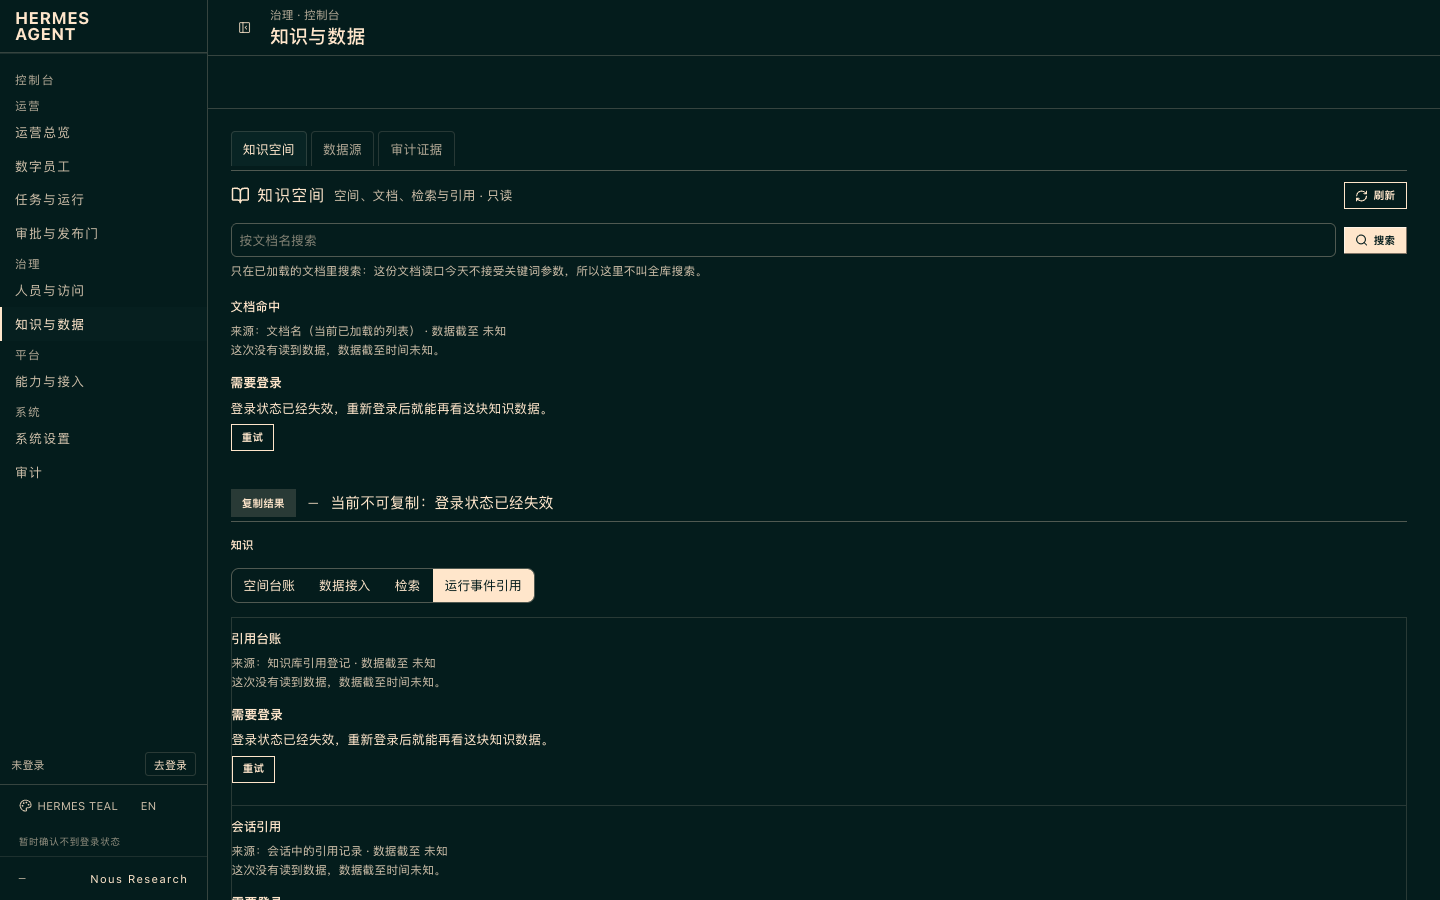 HERMES
AGENT
控制台
运营
运营总览
数字员工
任务与运行
审批与发布门
治理
人员与访问
知识与数据
平台
能力与接入
系统
系统设置
审计
未登录
去登录
HERMES TEAL
EN
暂时确认不到登录状态
—
Nous Research
治理 · 控制台
知识与数据
知识空间
数据源
审计证据
知识空间 空间、文档、检索与引用 · 只读
刷新
按文档名搜索
搜索
只在已加载的文档里搜索：这份文档读口今天不接受关键词参数，所以这里不叫全库搜索。
文档命中
来源：文档名（当前已加载的列表） · 数据截至 未知
这次没有读到数据，数据截至时间未知。
需要登录
登录状态已经失效，重新登录后就能再看这块知识数据。
重试
复制结果 — 当前不可复制：登录状态已经失效
知识
空间台账
数据接入
检索
运行事件引用
引用台账
来源：知识库引用登记 · 数据截至 未知
这次没有读到数据，数据截至时间未知。
需要登录
登录状态已经失效，重新登录后就能再看这块知识数据。
重试
会话引用
来源：会话中的引用记录 · 数据截至 未知
这次没有读到数据，数据截至时间未知。